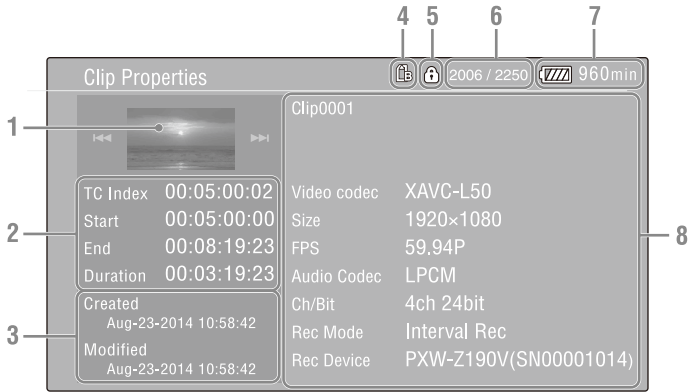 4 5 6 7
Clip Properties B 2006 / 2250 960min
1
Clip0001
TC Index 00:05:00:02
Start 00:05:00:00
End 00:08:19:23
Duration 00:03:19:23
2
Created
Aug-23-2014 10:58:42
Modified
Aug-23-2014 10:58:42
3
Video codec XAVC-L50
Size 1920×1080
FPS 59.94P
Audio Codec LPCM
Ch/Bit 4ch 24bit
Rec Mode Interval Rec
Rec Device PXW-Z190V(SN00001014)
8